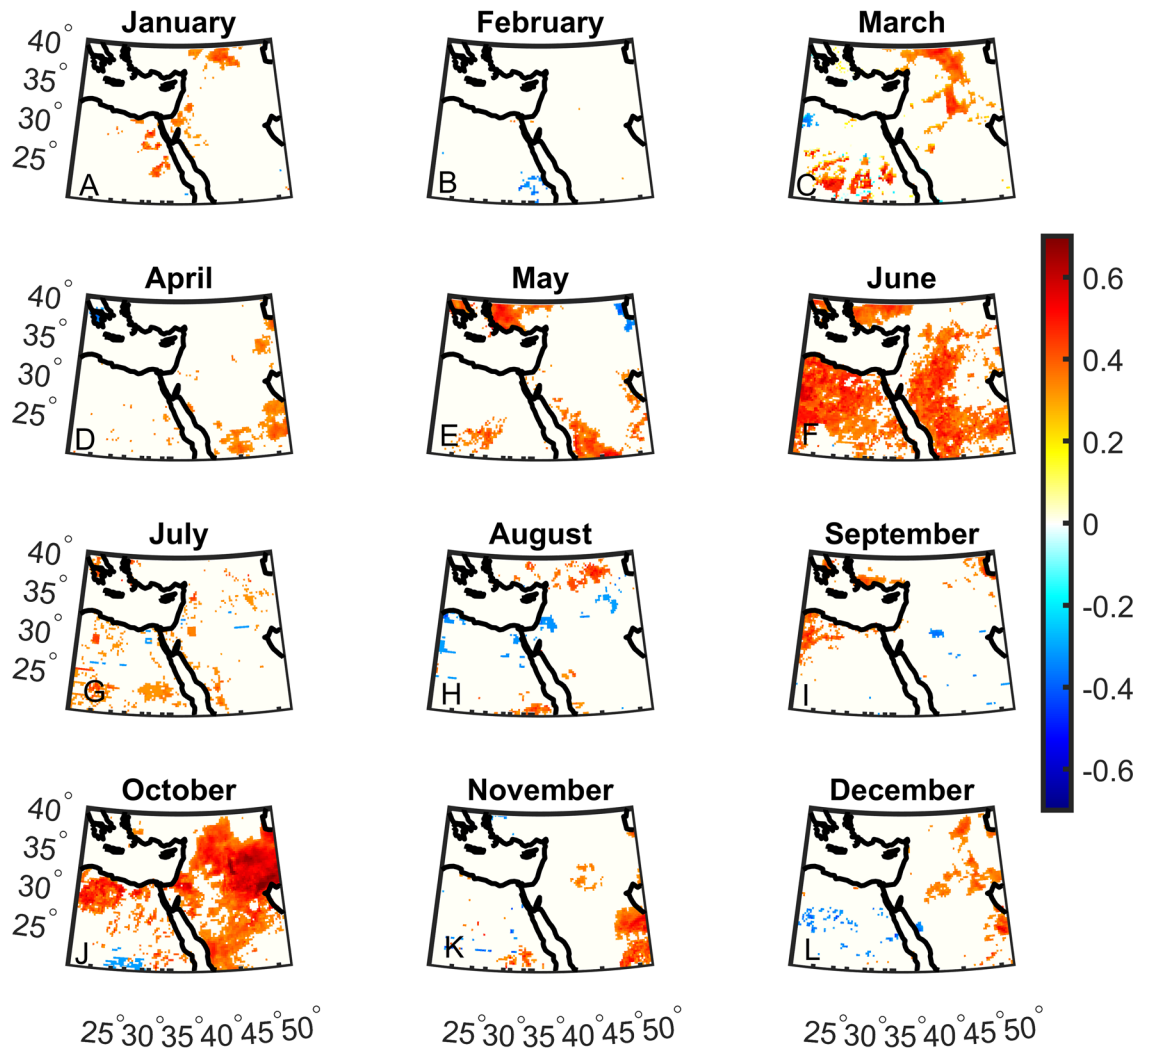 January February March
40° 35° 30° 25°
A B C
April May June
40° 35° 30° 25°
D E F
July August September
40° 35° 30° 25°
G H I
October November December
40° 35° 30° 25°
J K L
25° 30° 35° 40° 45° 50° 25° 30° 35° 40° 45° 50° 25° 30° 35° 40° 45° 50°
0.6
0.4
0.2
0
-0.2
-0.4
-0.6